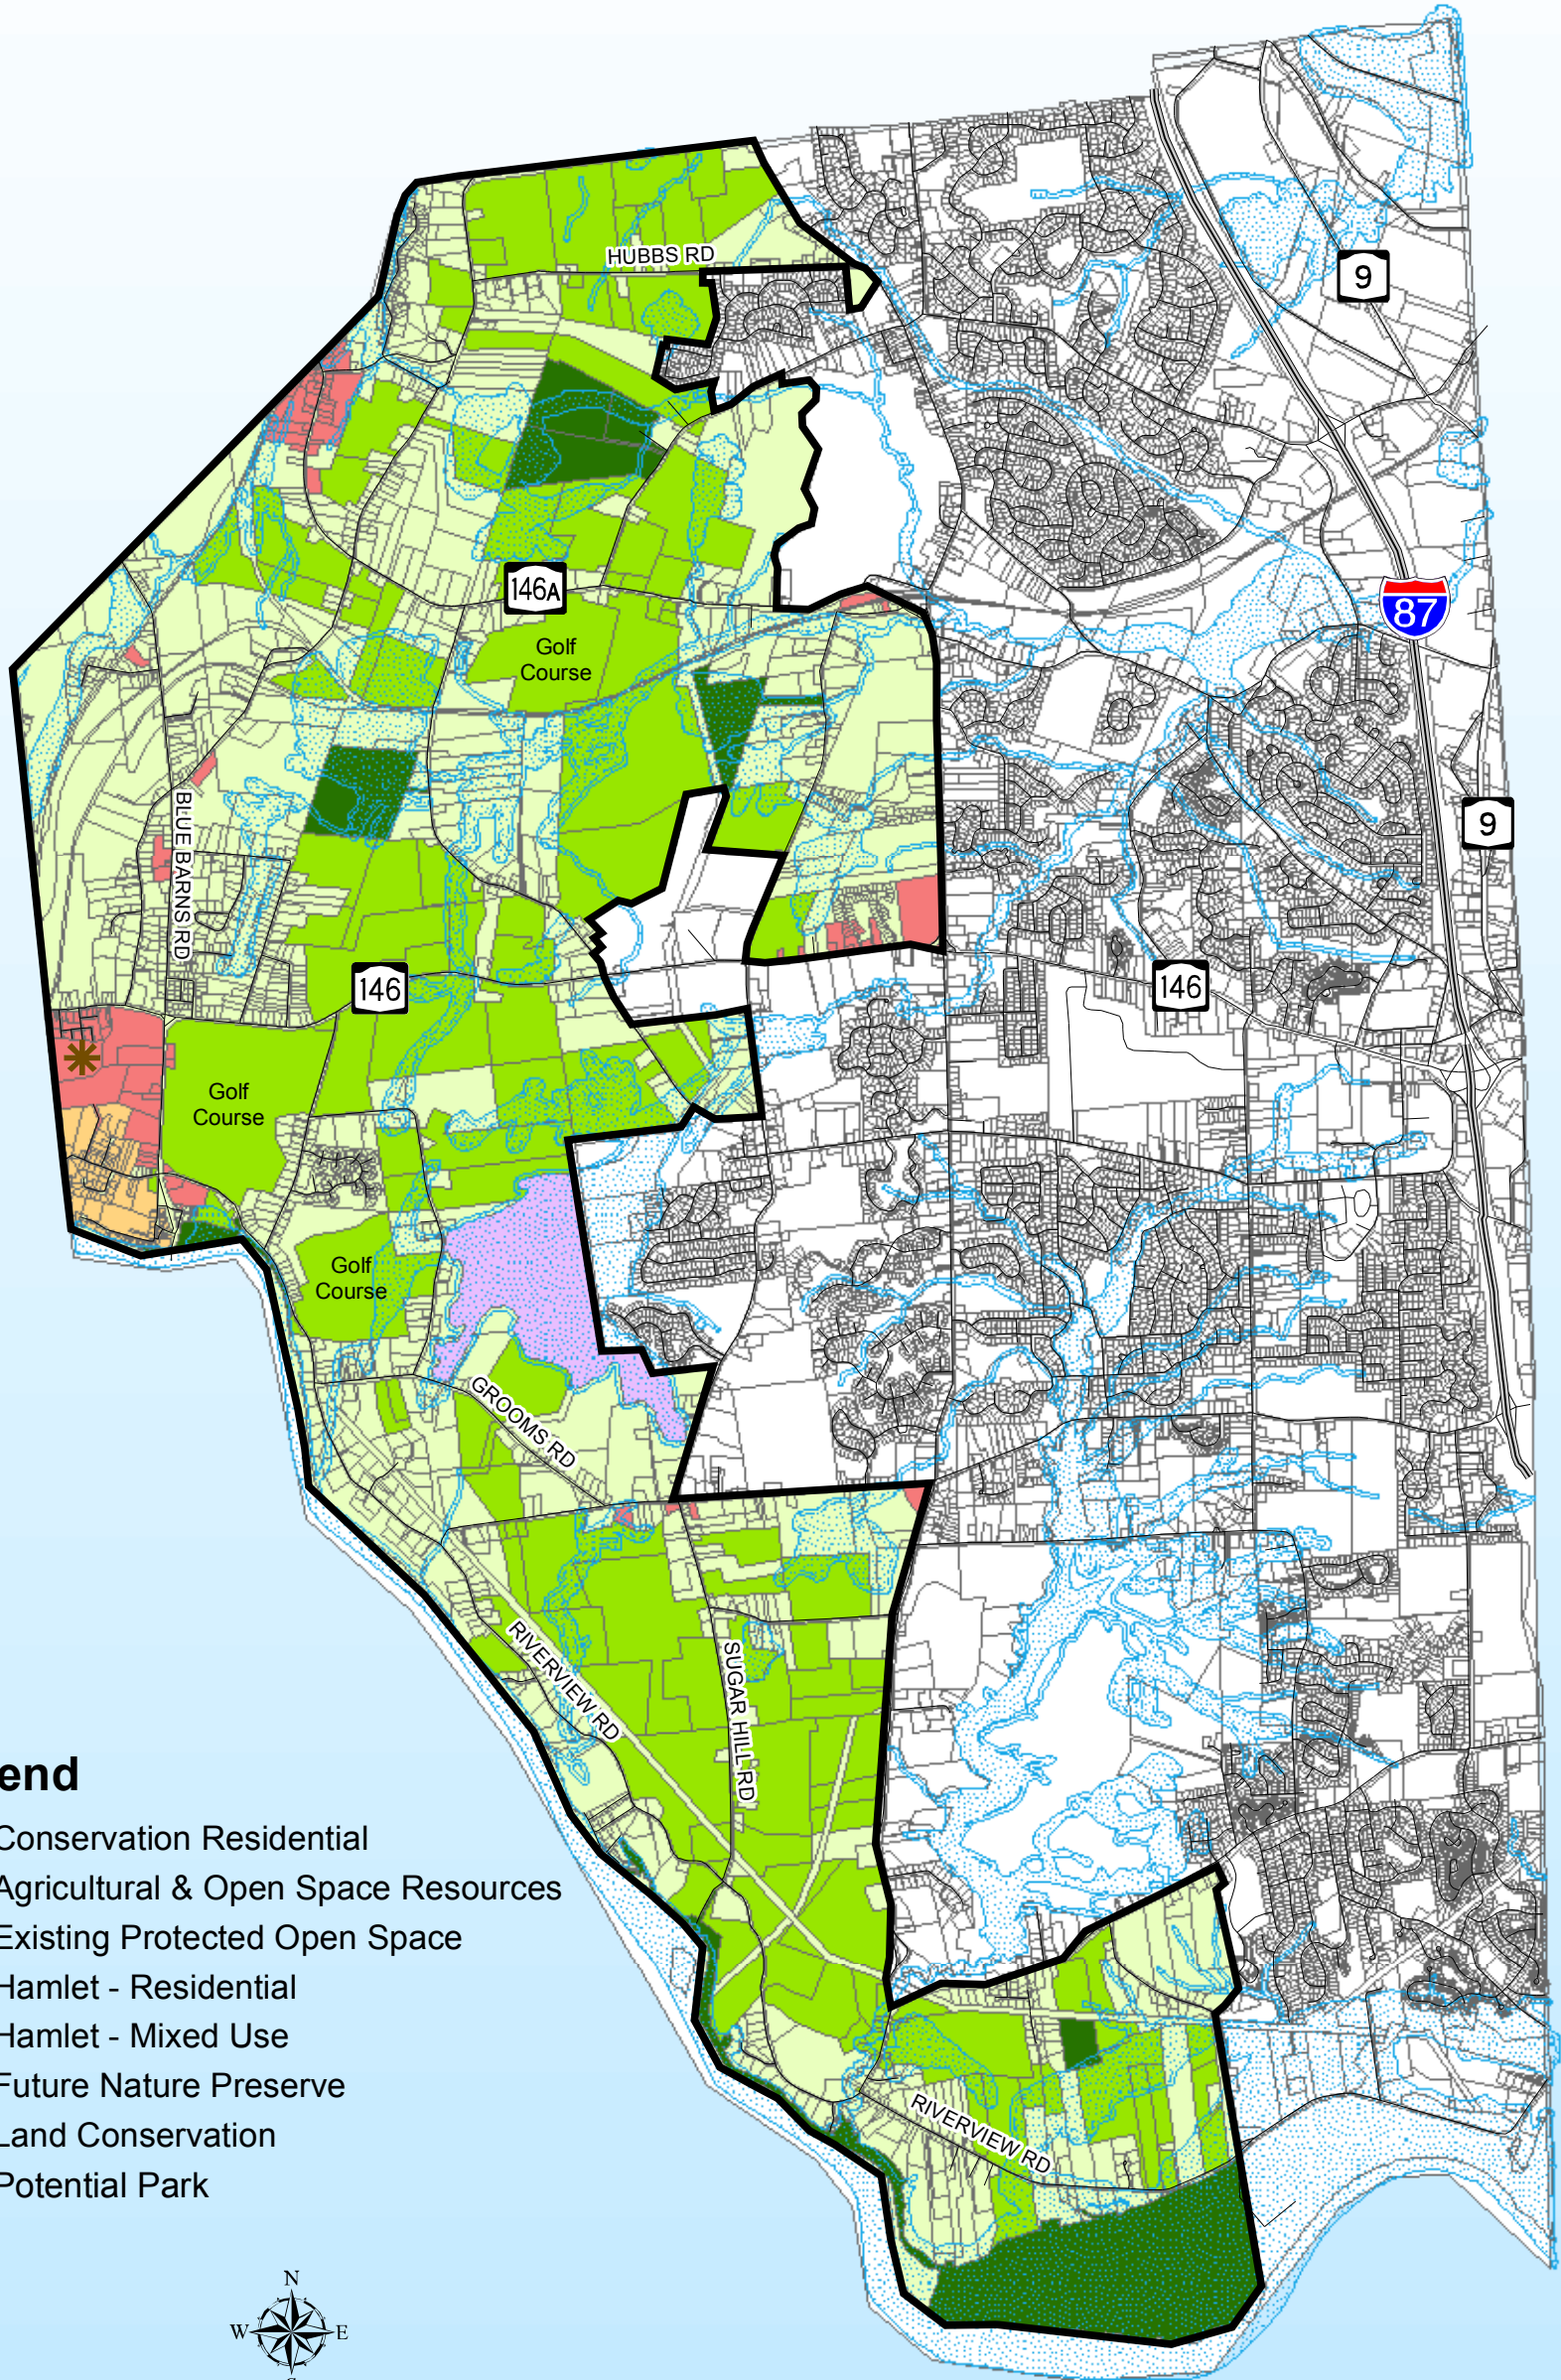 HUBBS RD
9
146A
87
Golf
Course
BLUE BARNS RD
9
146
146
Golf
Course
Golf
Course
GROOMS RD
RIVERVIEW RD
SUGAR HILL RD
end
Conservation Residential
Agricultural & Open Space Resources
Existing Protected Open Space
Hamlet - Residential
Hamlet - Mixed Use
Future Nature Preserve
Land Conservation
Potential Park
RIVERVIEW RD
N
W E